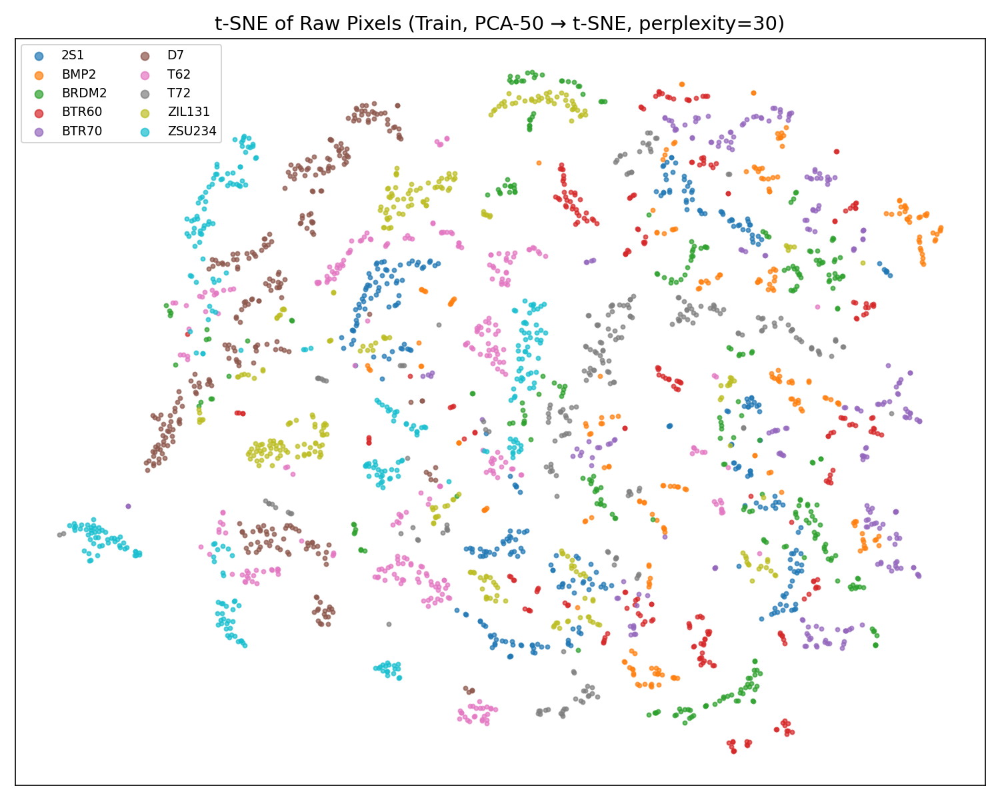 t-SNE of Raw Pixels (Train, PCA-50 → t-SNE, perplexity=30)
2S1
BMP2
BRDM2
BTR60
BTR70
D7
T62
T72
ZIL131
ZSU234